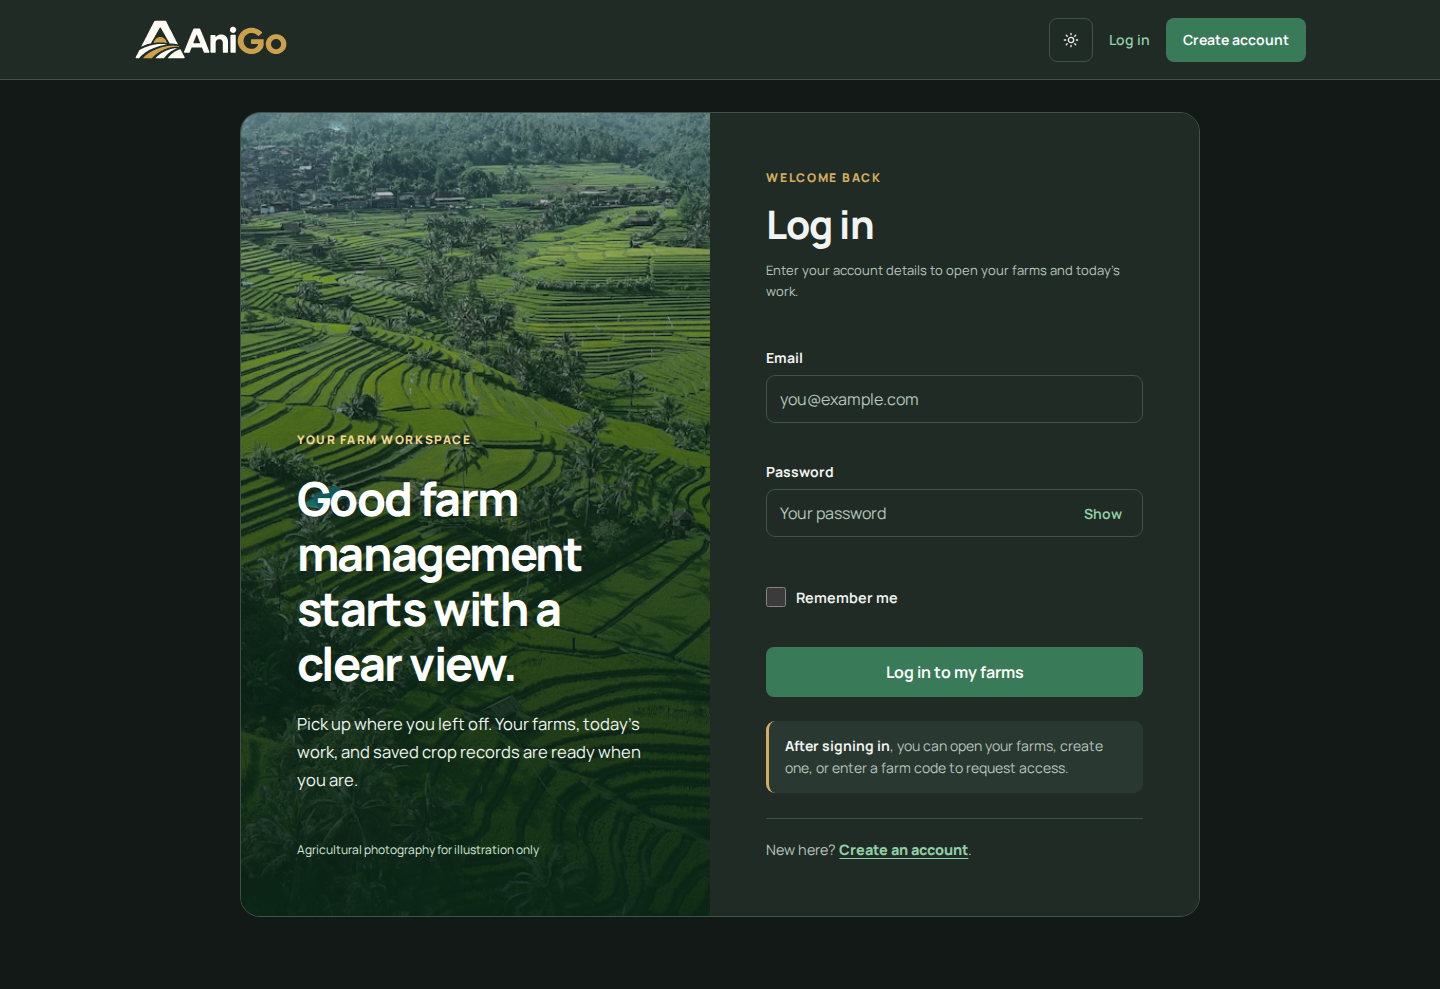 AniGo
Log in
Create account
YOUR FARM WORKSPACE
Good farm
management
starts with a
clear view.
Pick up where you left off. Your farms, today's
work, and saved crop records are ready when
you are.
Agricultural photography for illustration only
WELCOME BACK
Log in
Enter your account details to open your farms and today's
work.
Email
you@example.com
Password
Your password
Show
Remember me
Log in to my farms
After signing in, you can open your farms, create
one, or enter a farm code to request access.
New here? Create an account.